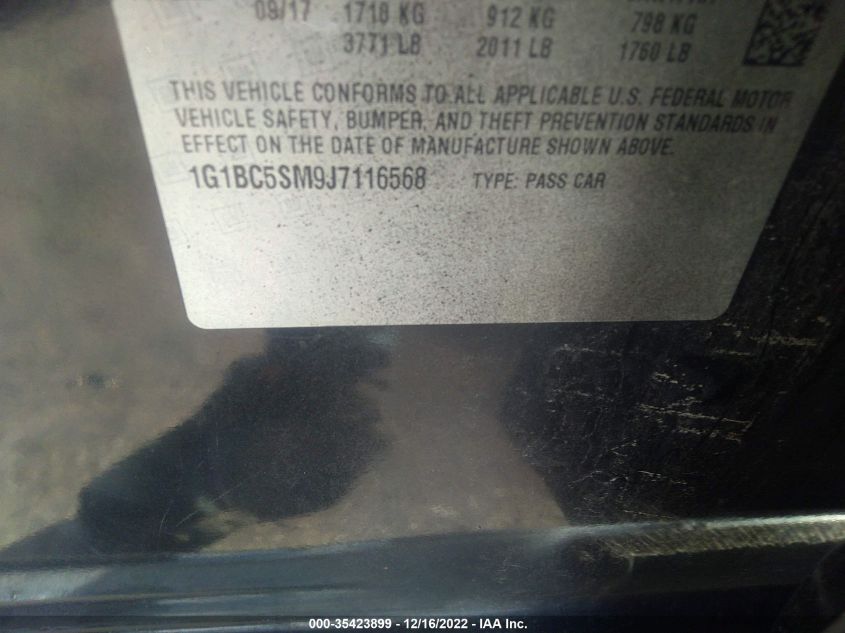 09/17 1718 KG 912 KG 798 KG
3771 LB 2011 LB 1760 LB
THIS VEHICLE CONFORMS TO ALL APPLICABLE U.S. FEDERAL MOTOR
VEHICLE SAFETY, BUMPER, AND THEFT PREVENTION STANDARDS IN
EFFECT ON THE DATE OF MANUFACTURE SHOWN ABOVE.
1G1BC5SM9J7116568 TYPE: PASS CAR
000-35423899 - 12/16/2022 - IAA Inc.